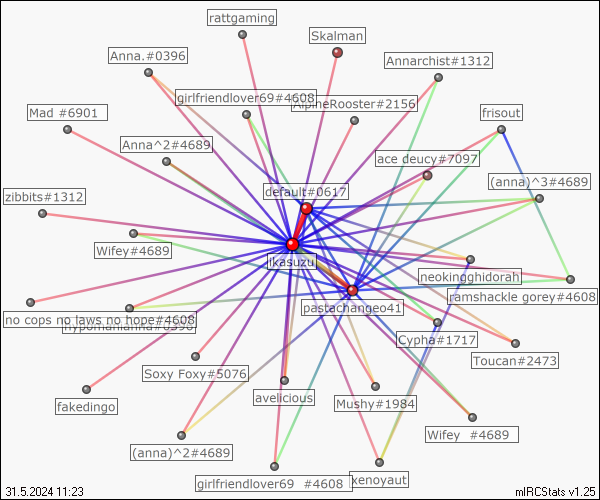 rattgaming
Skalman
Anna.#0396
Annarchist#1312
girlfriendlover69#4608
AlpineRooster#2156
Mad #6901
frisout
Anna^2#4689
ace deucy#7097
default#0617
(anna)^3#4689
zibbits#1312
Wifey#4689
ikasuzu
neokingghidorah
pastachangeo41
ramshackle gorey#4608
no cops no laws no hope#4608
Cypha#1717
Toucan#2473
Soxy Foxy#5076
avelicious
Mushy#1984
fakedingo
(anna)^2#4689
Wifey  #4689
girlfriendlover69  #4608
xenoyaut
31.5.2024 11:23
mIRCStats v1.25